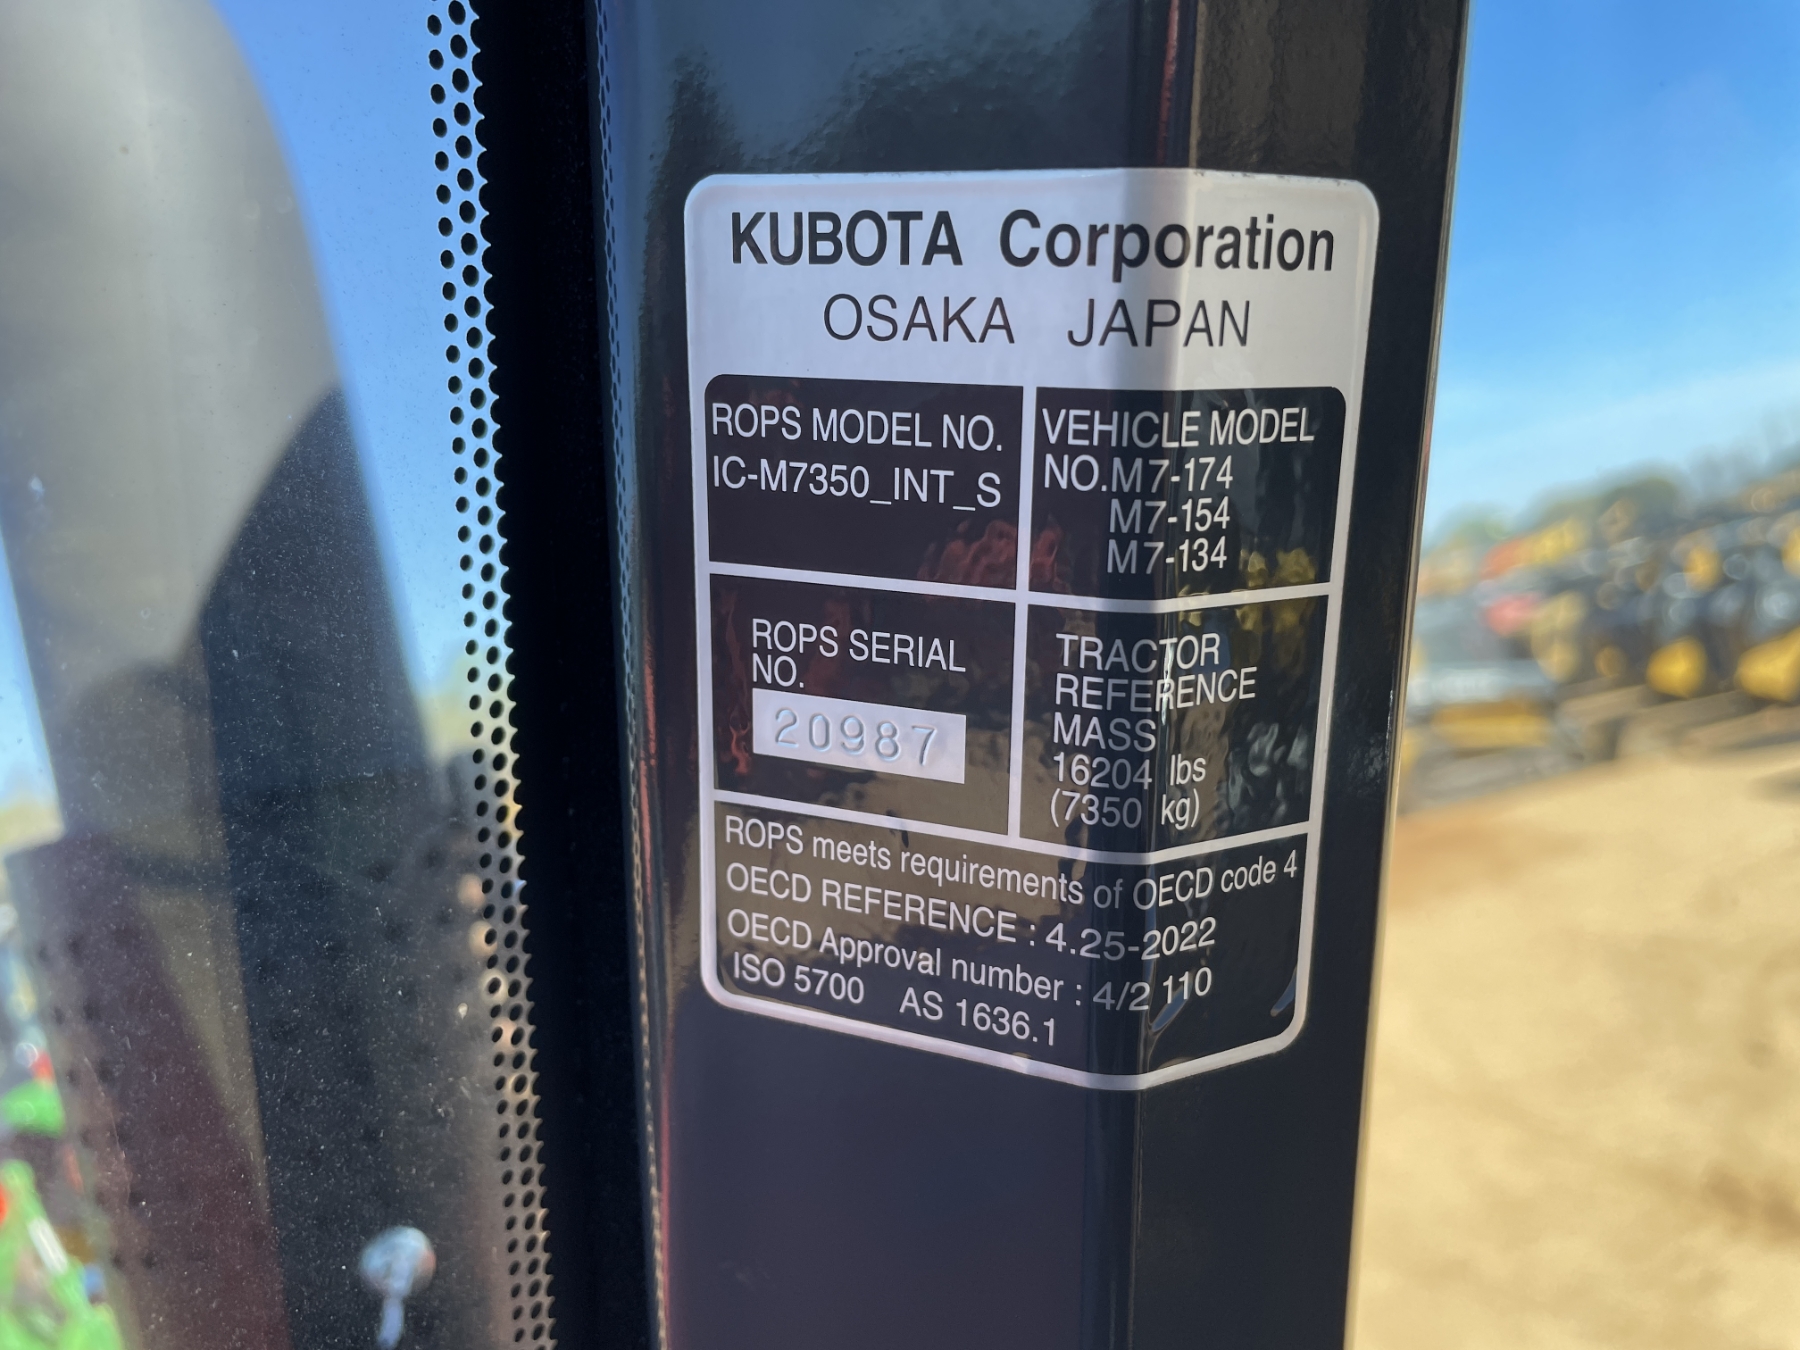 KUBOTA Corporation
OSAKA JAPAN
ROPS MODEL NO.
IC-M7350_INT_S
VEHICLE MODEL
NO.M7-174
M7-154
M7-134
ROPS SERIAL
NO.
20987
TRACTOR
REFERENCE
MASS
16204 lbs
(7350 kg)
ROPS meets requirements of OECD code 4
OECD REFERENCE : 4.25-2022
OECD Approval number : 4/2 110
ISO 5700 AS 1636.1